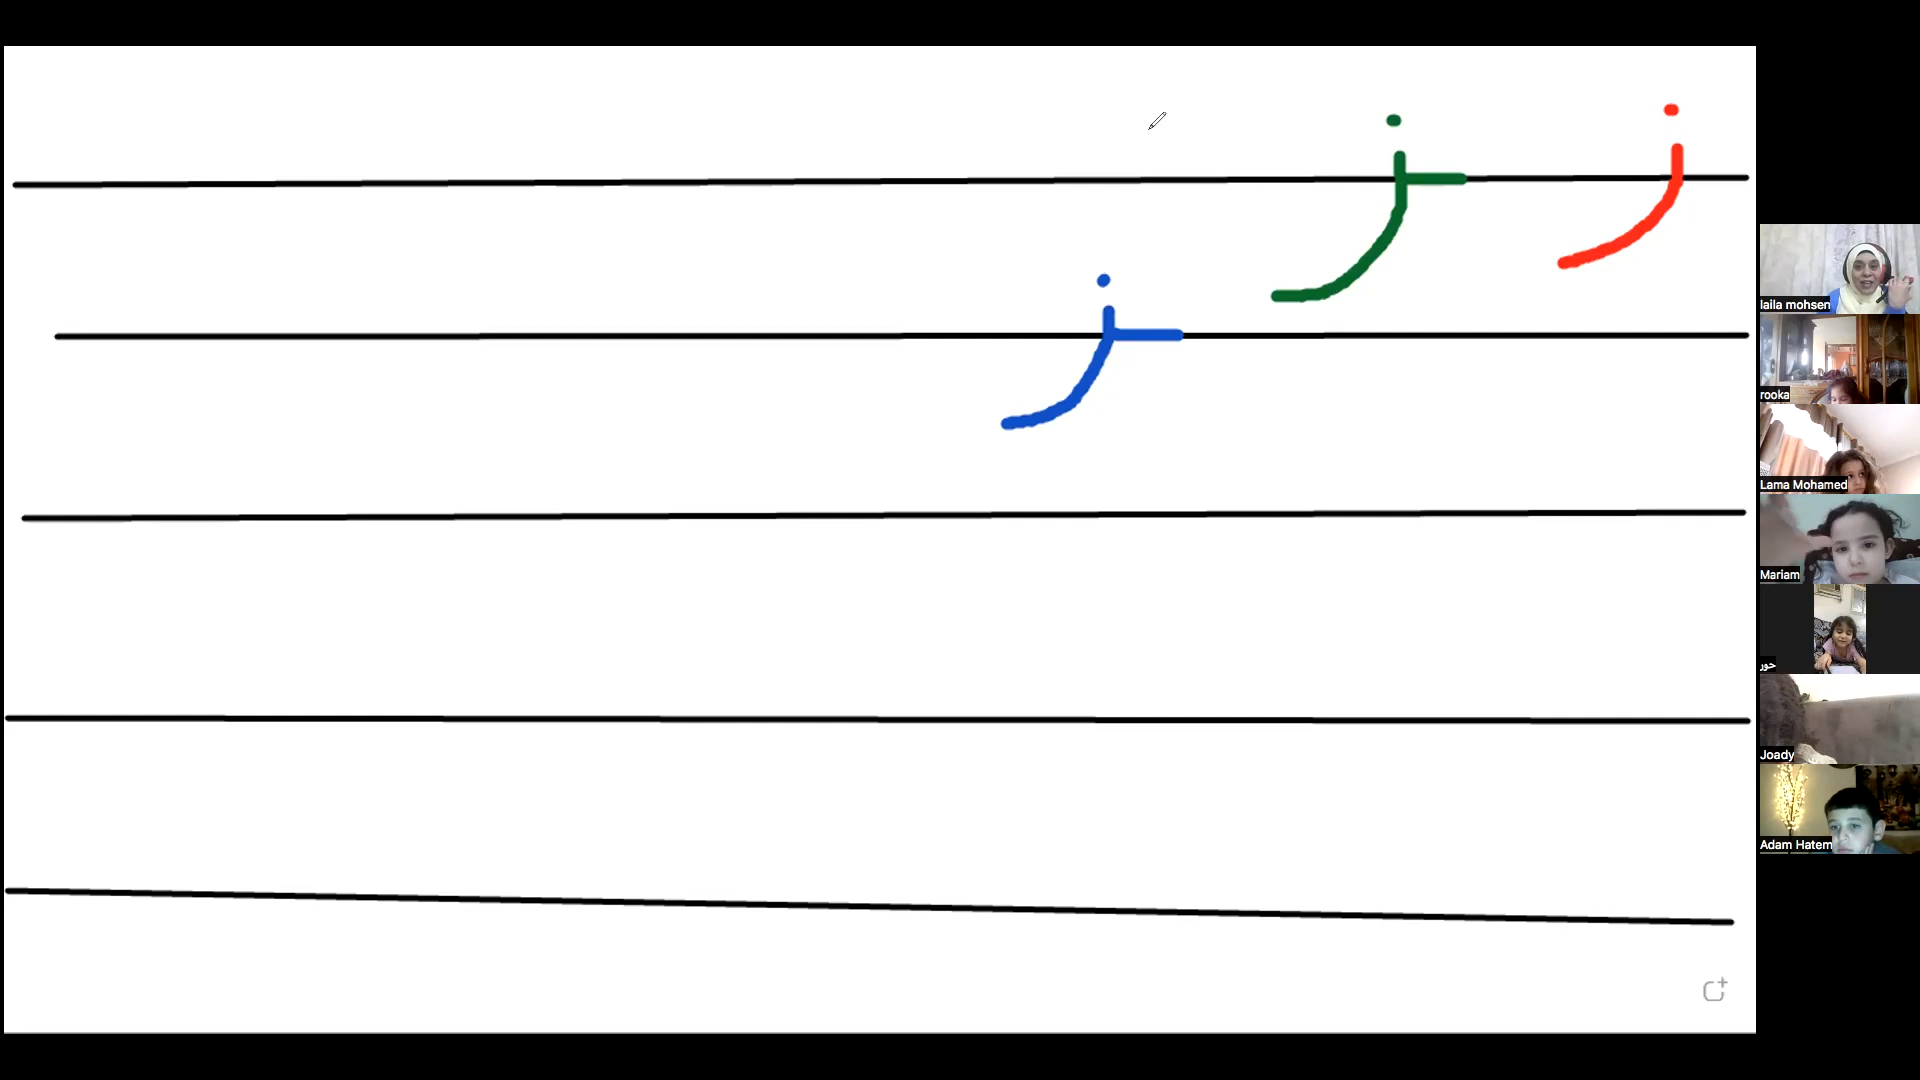 ز ـز
ـز
laila mohsen
rooka
Lama Mohamed
Mariam
حور
Joady
Adam Hatem